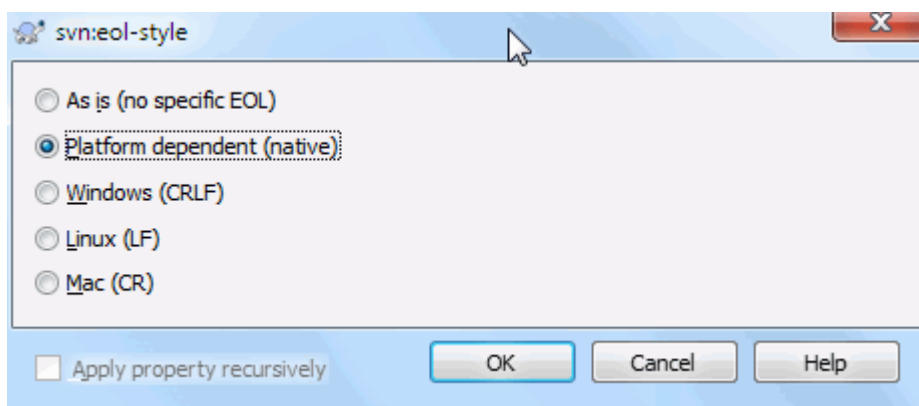 svn:eol-style
As is (no specific EOL)
Platform dependent (native)
Windows (CRLF)
Linux (LF)
Mac (CR)
Apply property recursively
OK
Cancel
Help